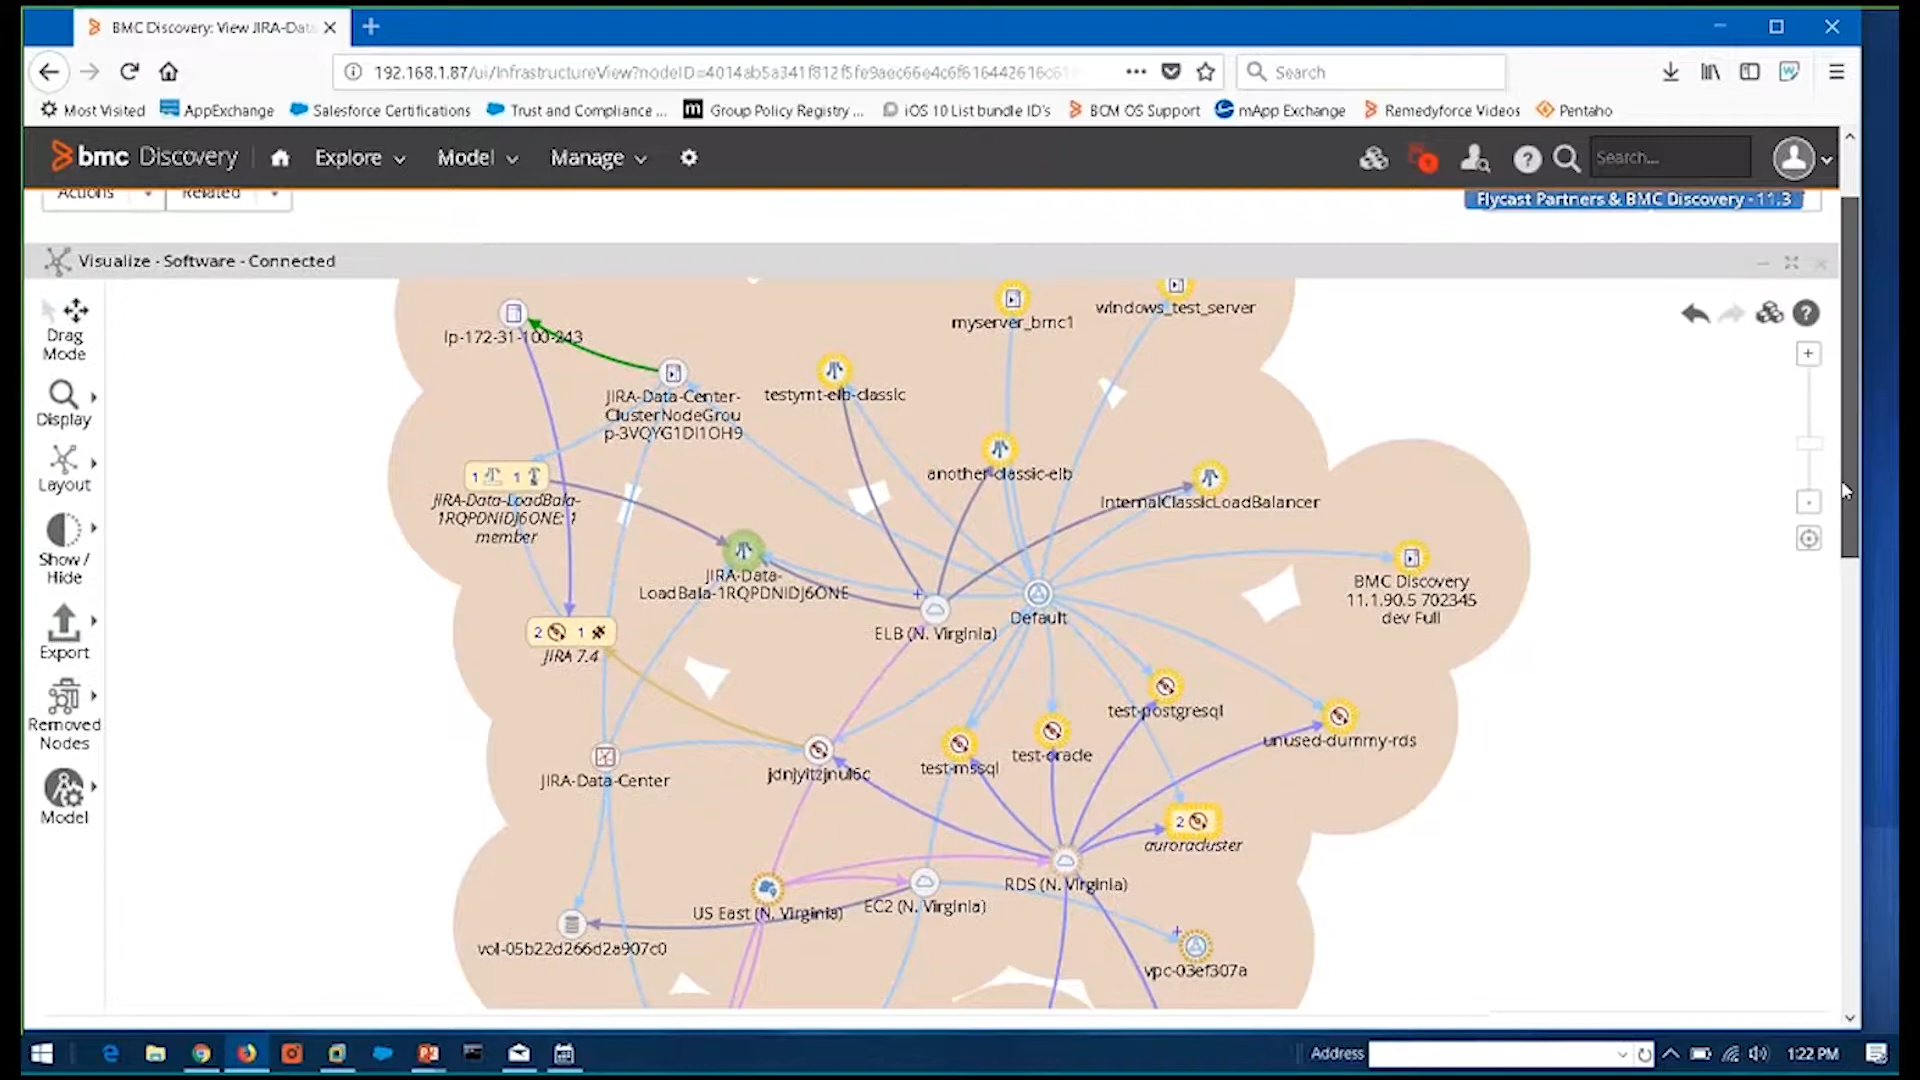 BMC Discovery: View JIRA-Dat
192.168.1.87/ui/InfrastructureView?nodeID=4014ab5a341f812f5fe9aec66e4c6f616442616c61
Search
Most Visited
AppExchange
Salesforce Certifications
Trust and Compliance ...
Group Policy Registry ...
iOS 10 List bundle ID's
BCM OS Support
mApp Exchange
Remedyforce Videos
Pentaho
bmc Discovery
Explore
Model
Manage
Search...
Actions
Related
Flycast Partners & BMC Discovery - 11.3
Visualize - Software - Connected
Drag
Mode
Display
Layout
Show /
Hide
Export
Removed
Nodes
Model
ip-172-31-100-243
myserver_bmc1
windows_test_server
JIRA-Data-Center-
ClusterNodeGrou
p-3VQYG1DI1OH9
testymt-elb-classic
another-classic-elb
InternalClassicLoadBalancer
1 1
JIRA-Data-LoadBala-
1RQPDNIDJ6ONE: 1
member
JIRA-Data-
LoadBala-1RQPDNIDJ6ONE
ELB (N. Virginia)
Default
BMC Discovery
11.1.90.5 702345
dev Full
2 1
JIRA 7.4
test-postgresql
unused-dummy-rds
test-oracle
test-mssql
JIRA-Data-Center
2
auroracluster
US East (N. Virginia)
EC2 (N. Virginia)
RDS (N. Virginia)
vol-05b22d266d2a907c0
vpc-03ef307a
Address
1:22 PM